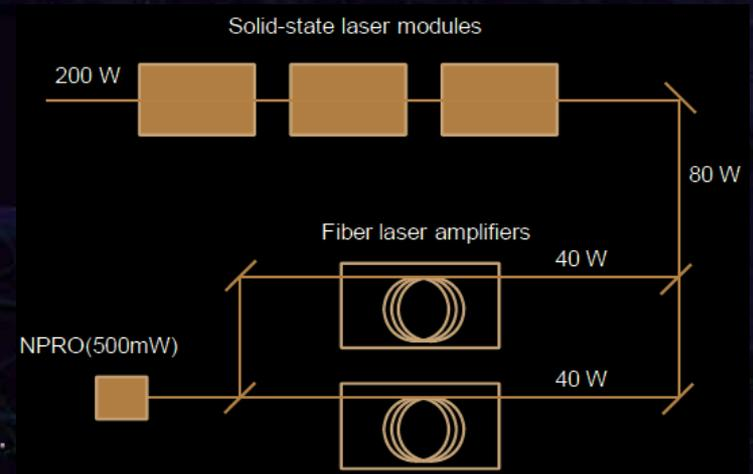 Solid-state laser modules
200 W
80 W
Fiber laser amplifiers
40 W
NPRO(500mW)
40 W